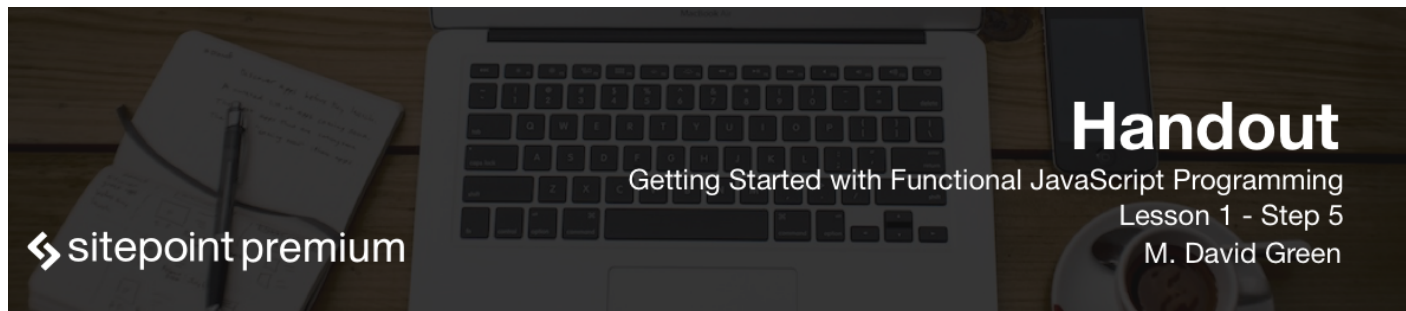 Handout
Getting Started with Functional JavaScript Programming
Lesson 1 - Step 5
M. David Green
sitepoint premium